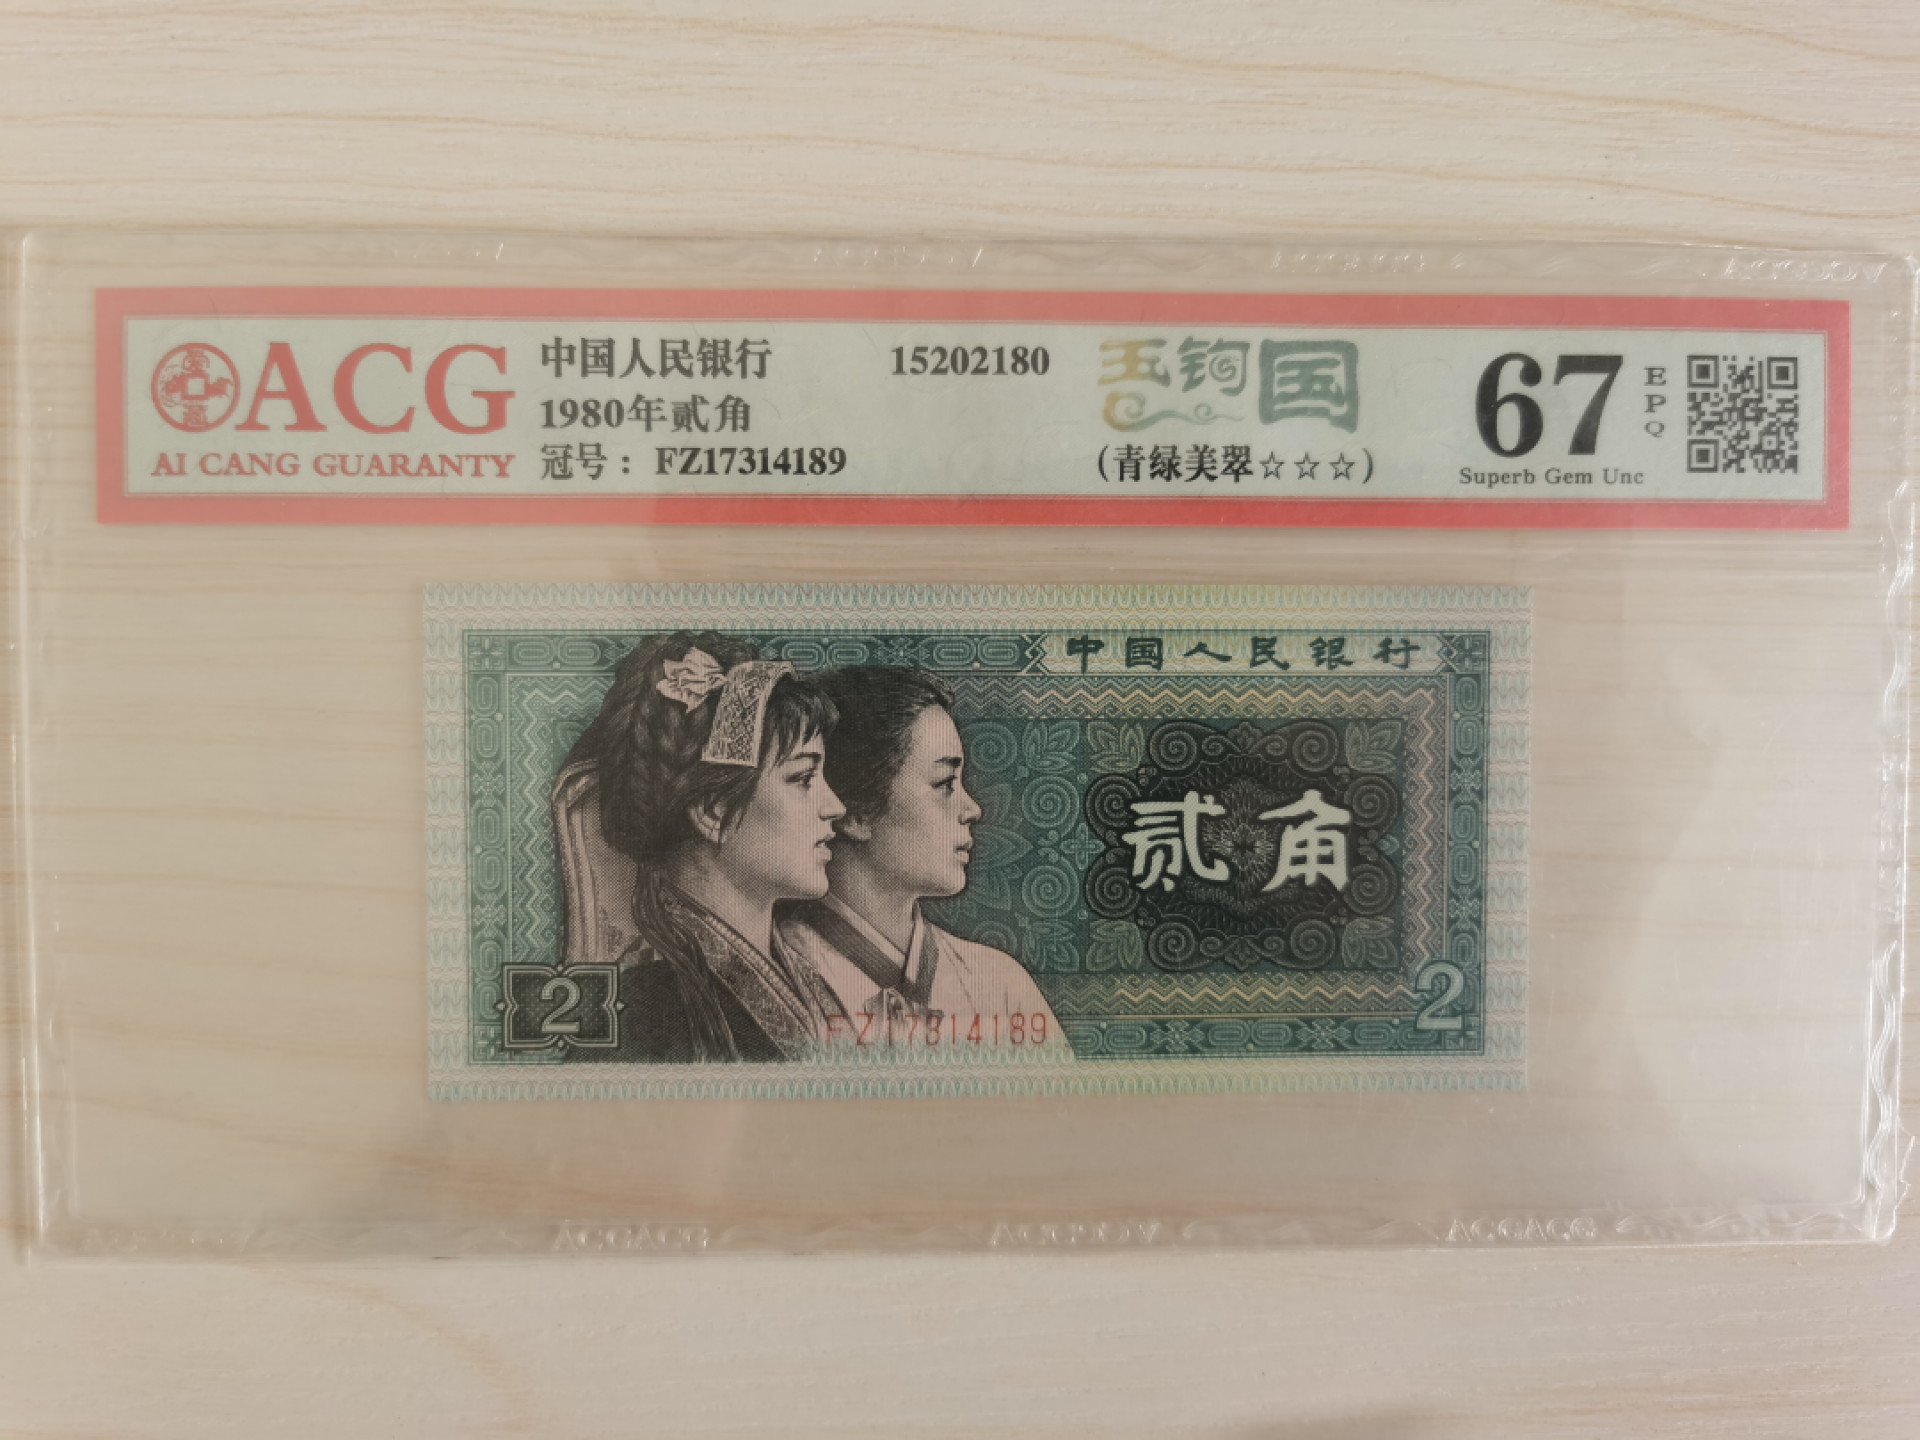 ACG
AI CANG GUARANTY
中国人民银行
1980年贰角
冠号：FZ17314189
15202180
玉钩国
(青绿美翠☆☆☆)
67
EPQ
Superb Gem Unc
中国人民银行
贰角
2
2
FZ17314189
ACGACG
ACGACG